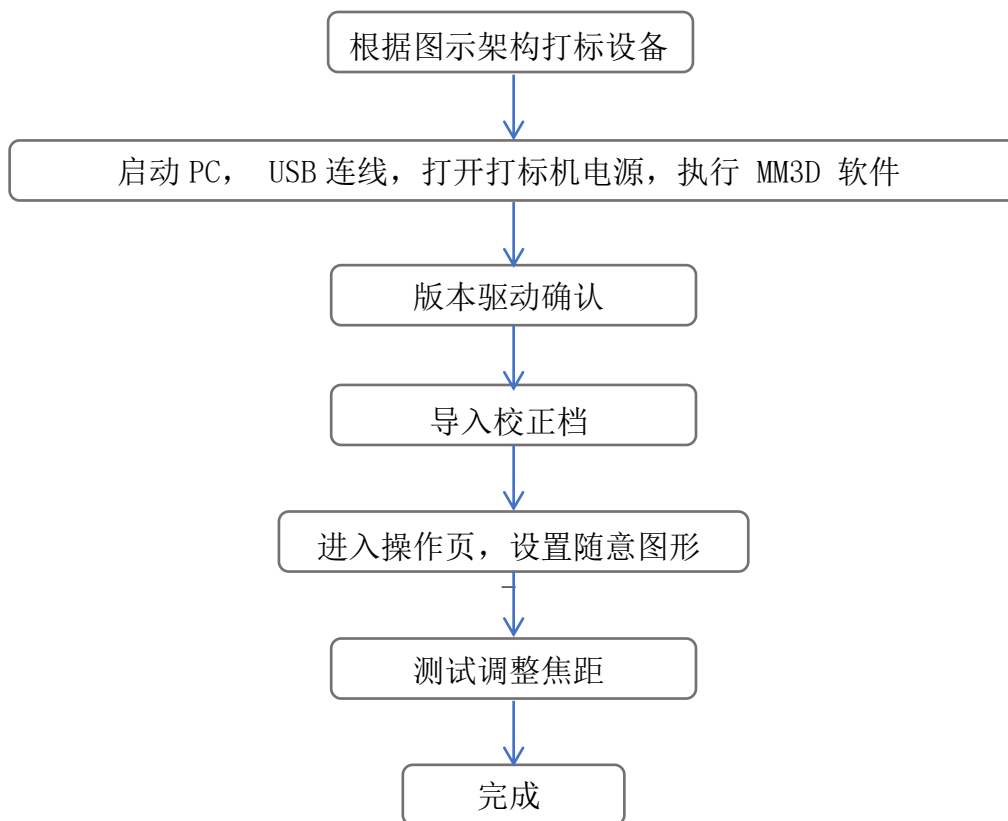 根据图示架构打标设备
启动 PC， USB 连线，打开打标机电源，执行 MM3D 软件
版本驱动确认
导入校正档
进入操作页，设置随意图形
测试调整焦距
完成